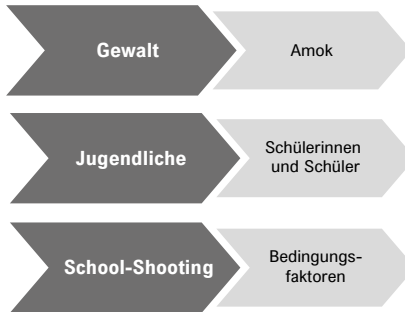 Gewalt
Amok
Jugendliche
Schülerinnen
und Schüler
School-Shooting
Bedingungs-
faktoren